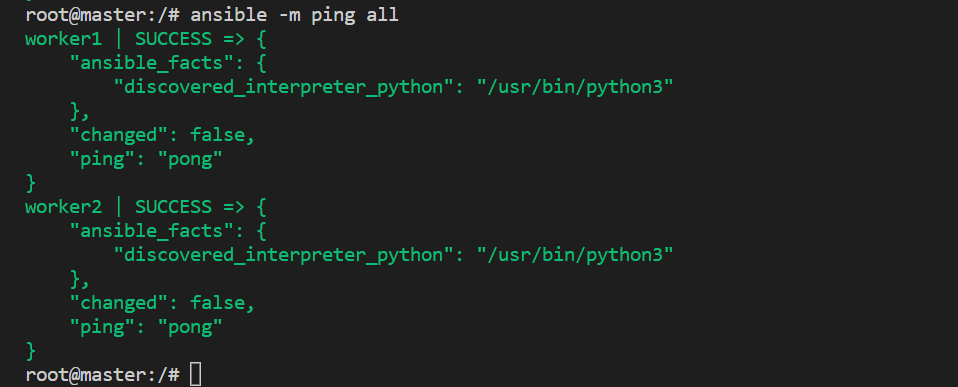 root@master:/# ansible -m ping all
worker1 | SUCCESS => {
    "ansible_facts": {
        "discovered_interpreter_python": "/usr/bin/python3"
    },
    "changed": false,
    "ping": "pong"
}
worker2 | SUCCESS => {
    "ansible_facts": {
        "discovered_interpreter_python": "/usr/bin/python3"
    },
    "changed": false,
    "ping": "pong"
}
root@master:/#